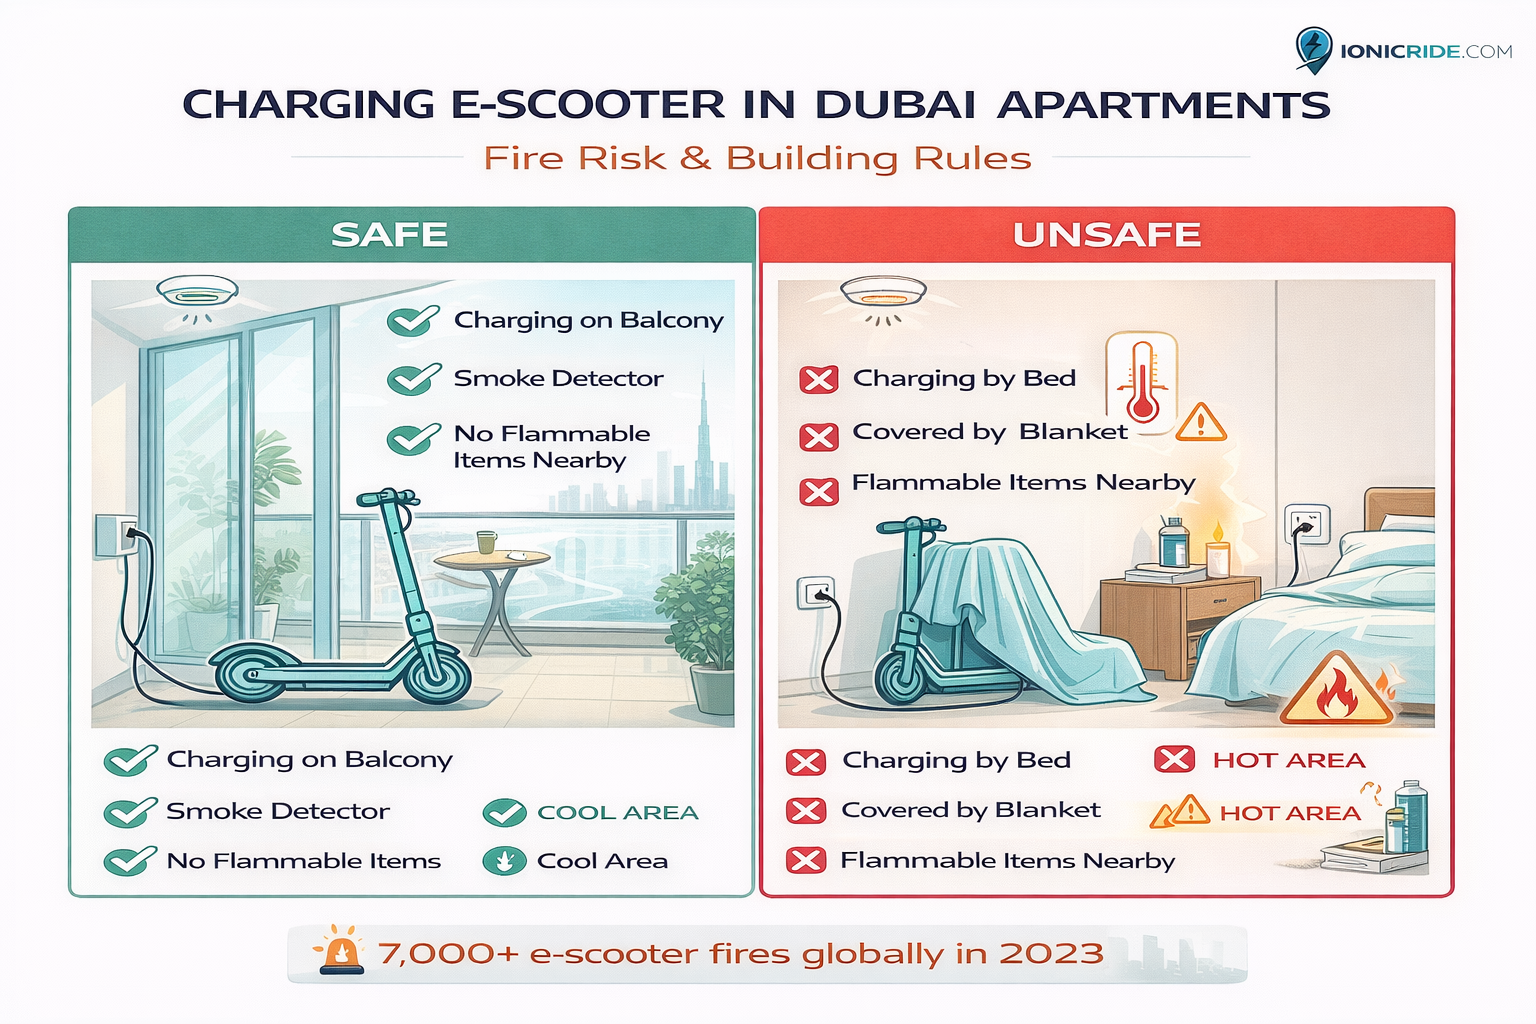 IONICRIDE.COM
CHARGING E-SCOOTER IN DUBAI APARTMENTS
Fire Risk & Building Rules
SAFE
Charging on Balcony
Smoke Detector
No Flammable
Items Nearby
Charging on Balcony
Smoke Detector
COOL AREA
No Flammable Items
Cool Area
UNSAFE
Charging by Bed
Covered by Blanket
Flammable Items Nearby
Charging by Bed
HOT AREA
Covered by Blanket
HOT AREA
Flammable Items Nearby
7,000+ e-scooter fires globally in 2023